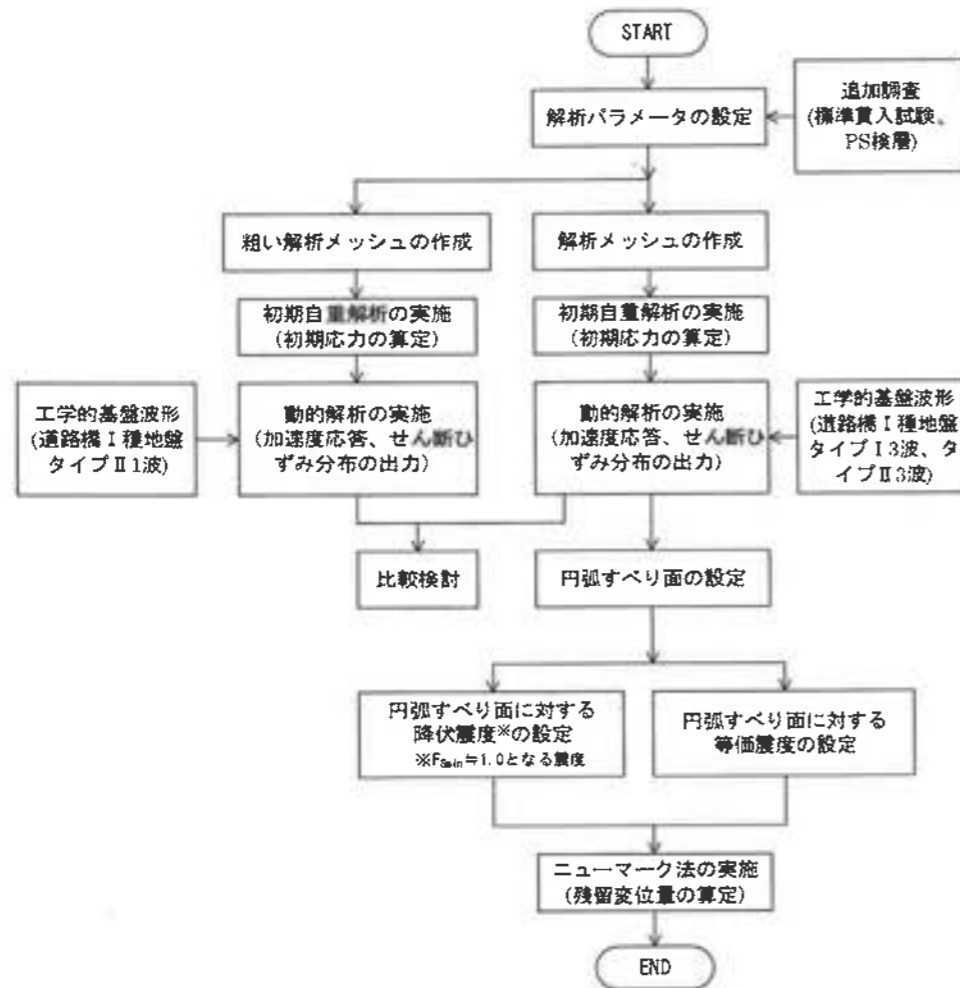 START
解析パラメータの設定
追加調査
(標準貫入試験、
PS検層)
粗い解析メッシュの作成
解析メッシュの作成
初期自重解析の実施
(初期応力の算定)
初期自重解析の実施
(初期応力の算定)
工学的基盤波形
(道路橋Ⅰ種地盤
タイプⅡ1波)
動的解析の実施
(加速度応答、せん断ひ
ずみ分布の出力)
動的解析の実施
(加速度応答、せん断ひ
ずみ分布の出力)
工学的基盤波形
(道路橋Ⅰ種地盤
タイプⅠ3波、タ
イプⅡ3波)
比較検討
円弧すべり面の設定
円弧すべり面に対する
降伏震度※の設定
※FSmin≒1.0となる震度
円弧すべり面に対する
等価震度の設定
ニューマーク法の実施
(残留変位量の算定)
END